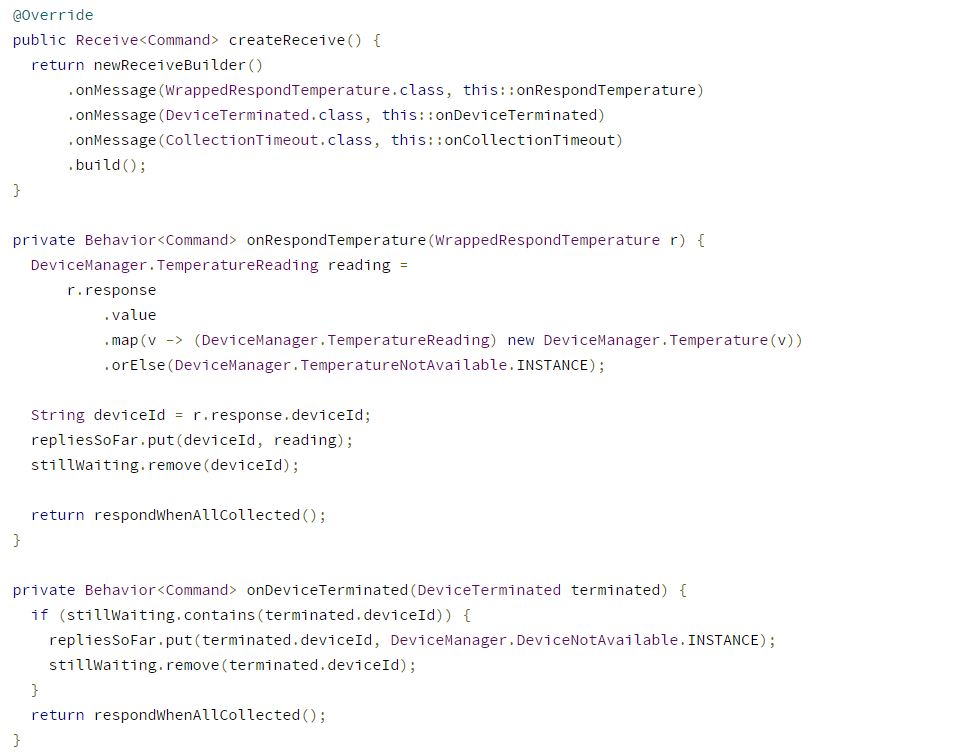 @Override
public Receive<Command> createReceive() {
  return newReceiveBuilder()
      .onMessage(WrappedRespondTemperature.class, this::onRespondTemperature)
      .onMessage(DeviceTerminated.class, this::onDeviceTerminated)
      .onMessage(CollectionTimeout.class, this::onCollectionTimeout)
      .build();
}

private Behavior<Command> onRespondTemperature(WrappedRespondTemperature r) {
  DeviceManager.TemperatureReading reading =
      r.response
          .value
          .map(v -> (DeviceManager.TemperatureReading) new DeviceManager.Temperature(v))
          .orElse(DeviceManager.TemperatureNotAvailable.INSTANCE);

  String deviceId = r.response.deviceId;
  repliesSoFar.put(deviceId, reading);
  stillWaiting.remove(deviceId);

  return respondWhenAllCollected();
}

private Behavior<Command> onDeviceTerminated(DeviceTerminated terminated) {
  if (stillWaiting.contains(terminated.deviceId)) {
    repliesSoFar.put(terminated.deviceId, DeviceManager.DeviceNotAvailable.INSTANCE);
    stillWaiting.remove(terminated.deviceId);
  }
  return respondWhenAllCollected();
}